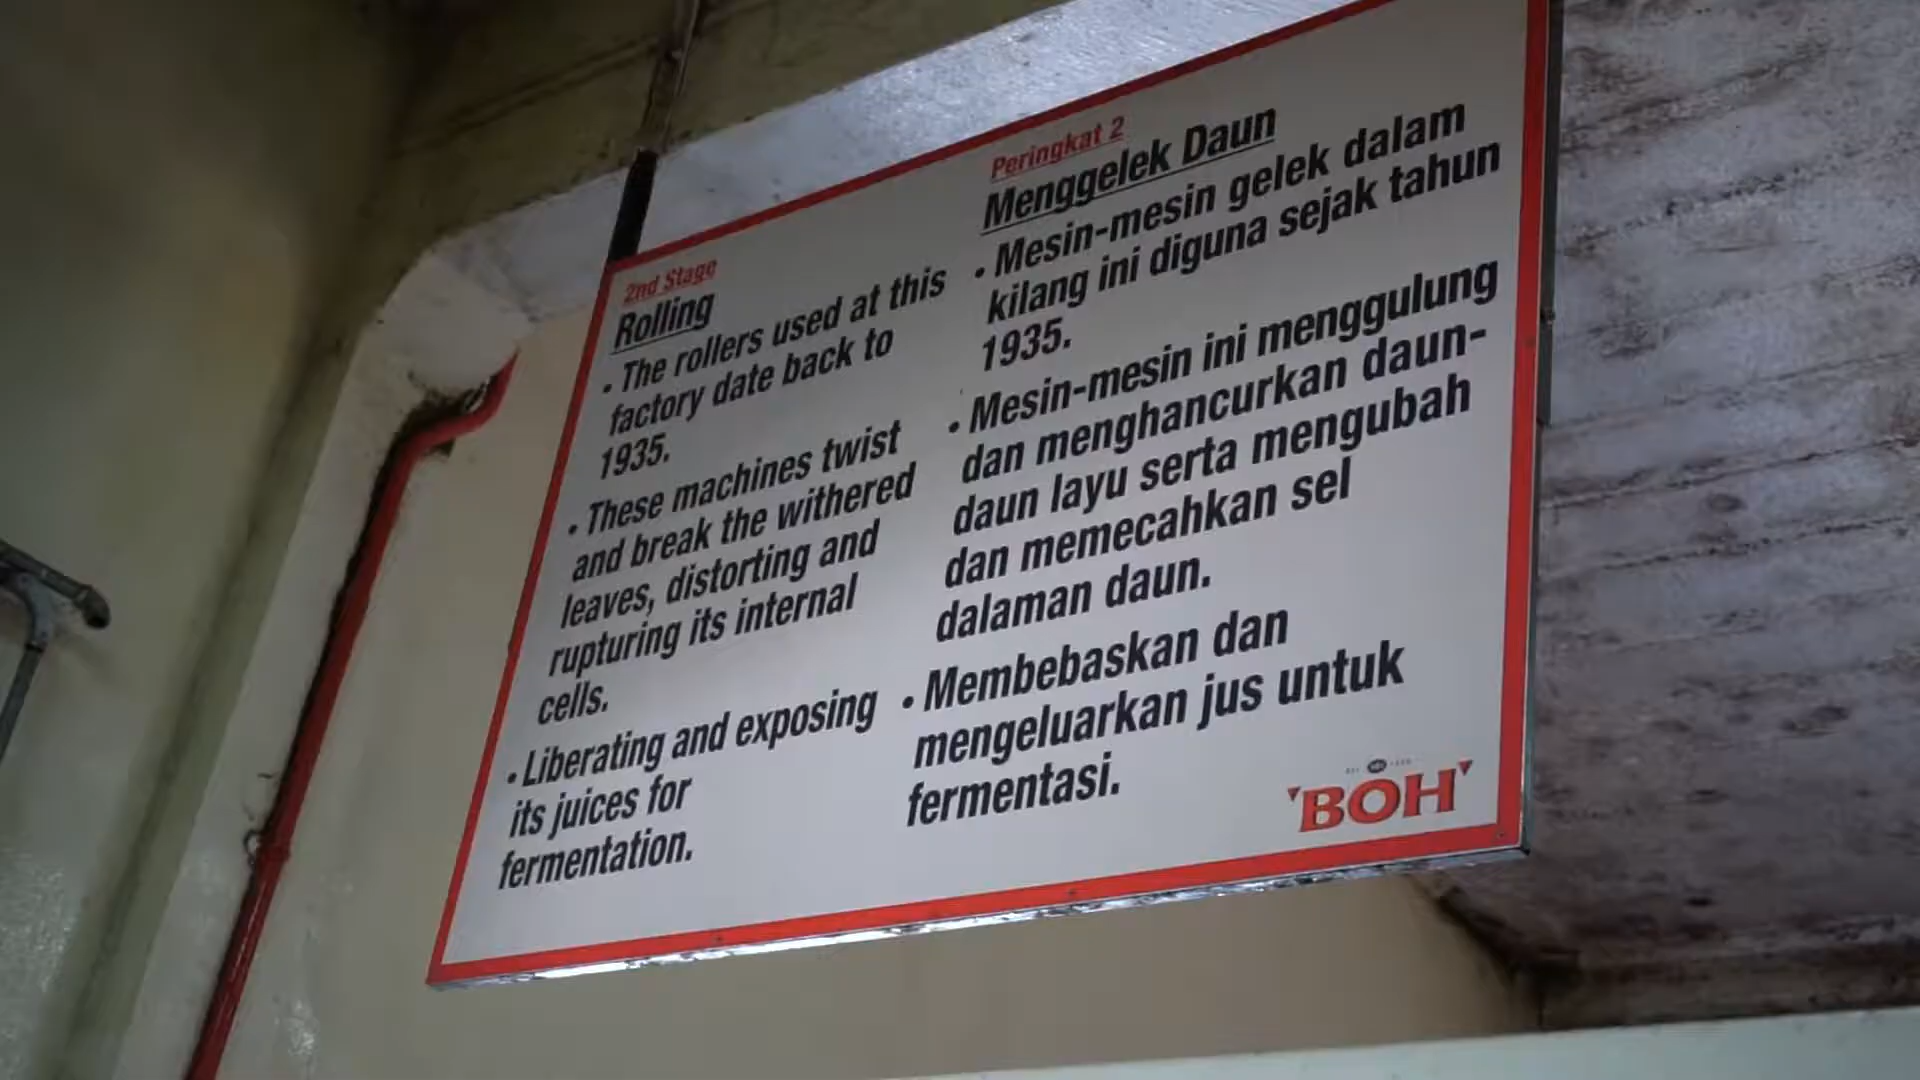 2nd Stage
Rolling
• The rollers used at this
factory date back to
1935.
• These machines twist
and break the withered
leaves, distorting and
rupturing its internal
cells.
• Liberating and exposing
its juices for
fermentation.
Peringkat 2
Menggelek Daun
• Mesin-mesin gelek dalam
kilang ini diguna sejak tahun
1935.
• Mesin-mesin ini menggulung
dan menghancurkan daun-
daun layu serta mengubah
dan memecahkan sel
dalaman daun.
• Membebaskan dan
mengeluarkan jus untuk
fermentasi.
BOH